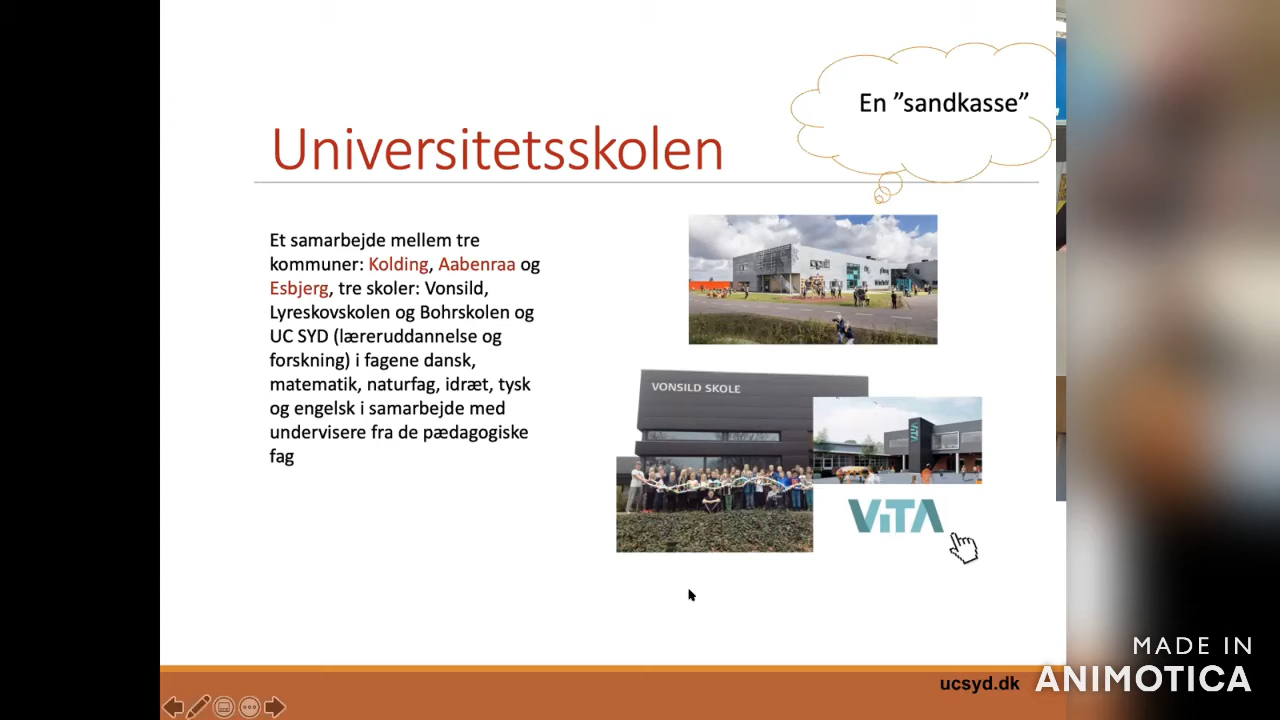 En ”sandkasse”
Universitetsskolen
Et samarbejde mellem tre
kommuner: Kolding, Aabenraa og
Esbjerg, tre skoler: Vonsild,
Lyreskovskolen og Bohrskolen og
UC SYD (læreruddannelse og
forskning) i fagene dansk,
matematik, naturfag, idræt, tysk
og engelsk i samarbejde med
undervisere fra de pædagogiske
fag
VONSILD SKOLE
ViTA
ViTA
ucsyd.dk
MADE IN
ANIMOTICA